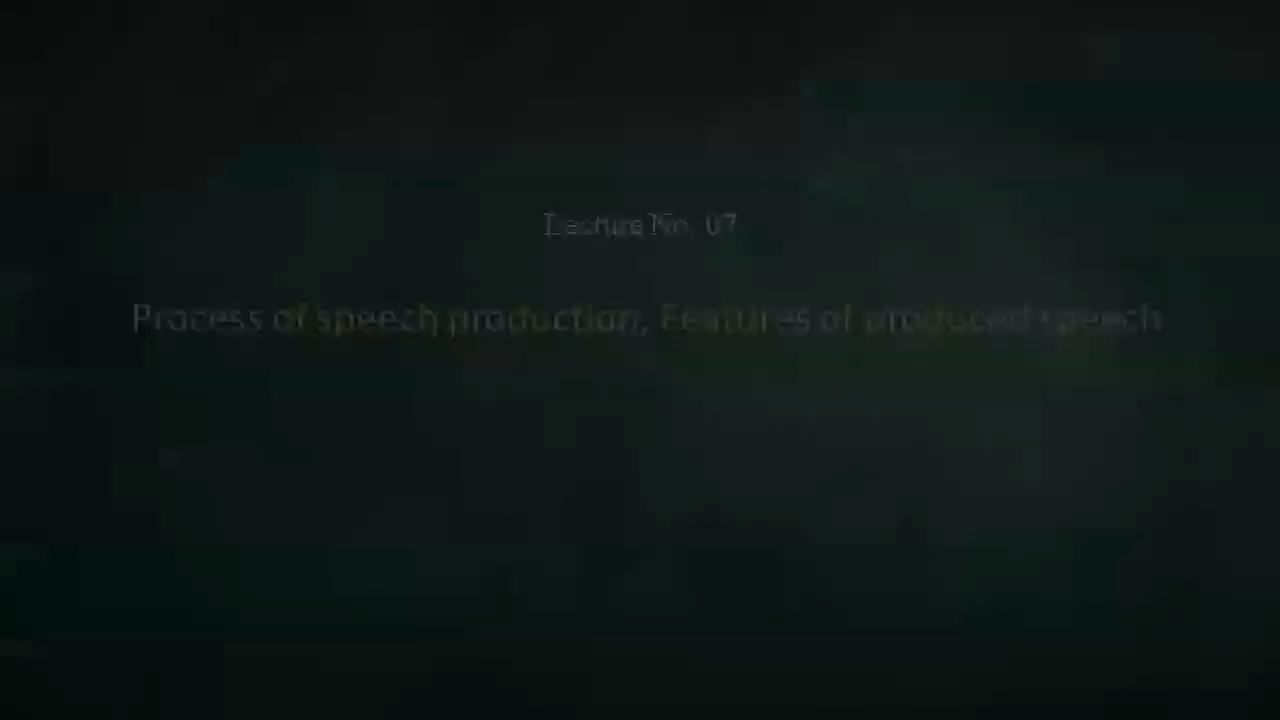 Lecture No. 07
Process of speech production, Features of produced speech